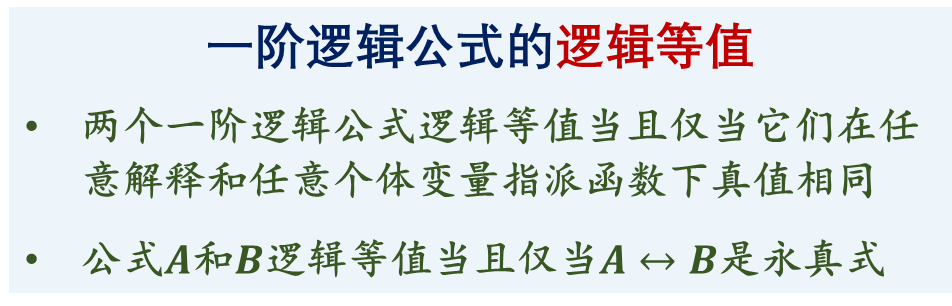 一阶逻辑公式的逻辑等值
• 两个一阶逻辑公式逻辑等值当且仅当它们在任
意解释和任意个体变量指派函数下真值相同
• 公式A和B逻辑等值当且仅当A ↔ B是永真式